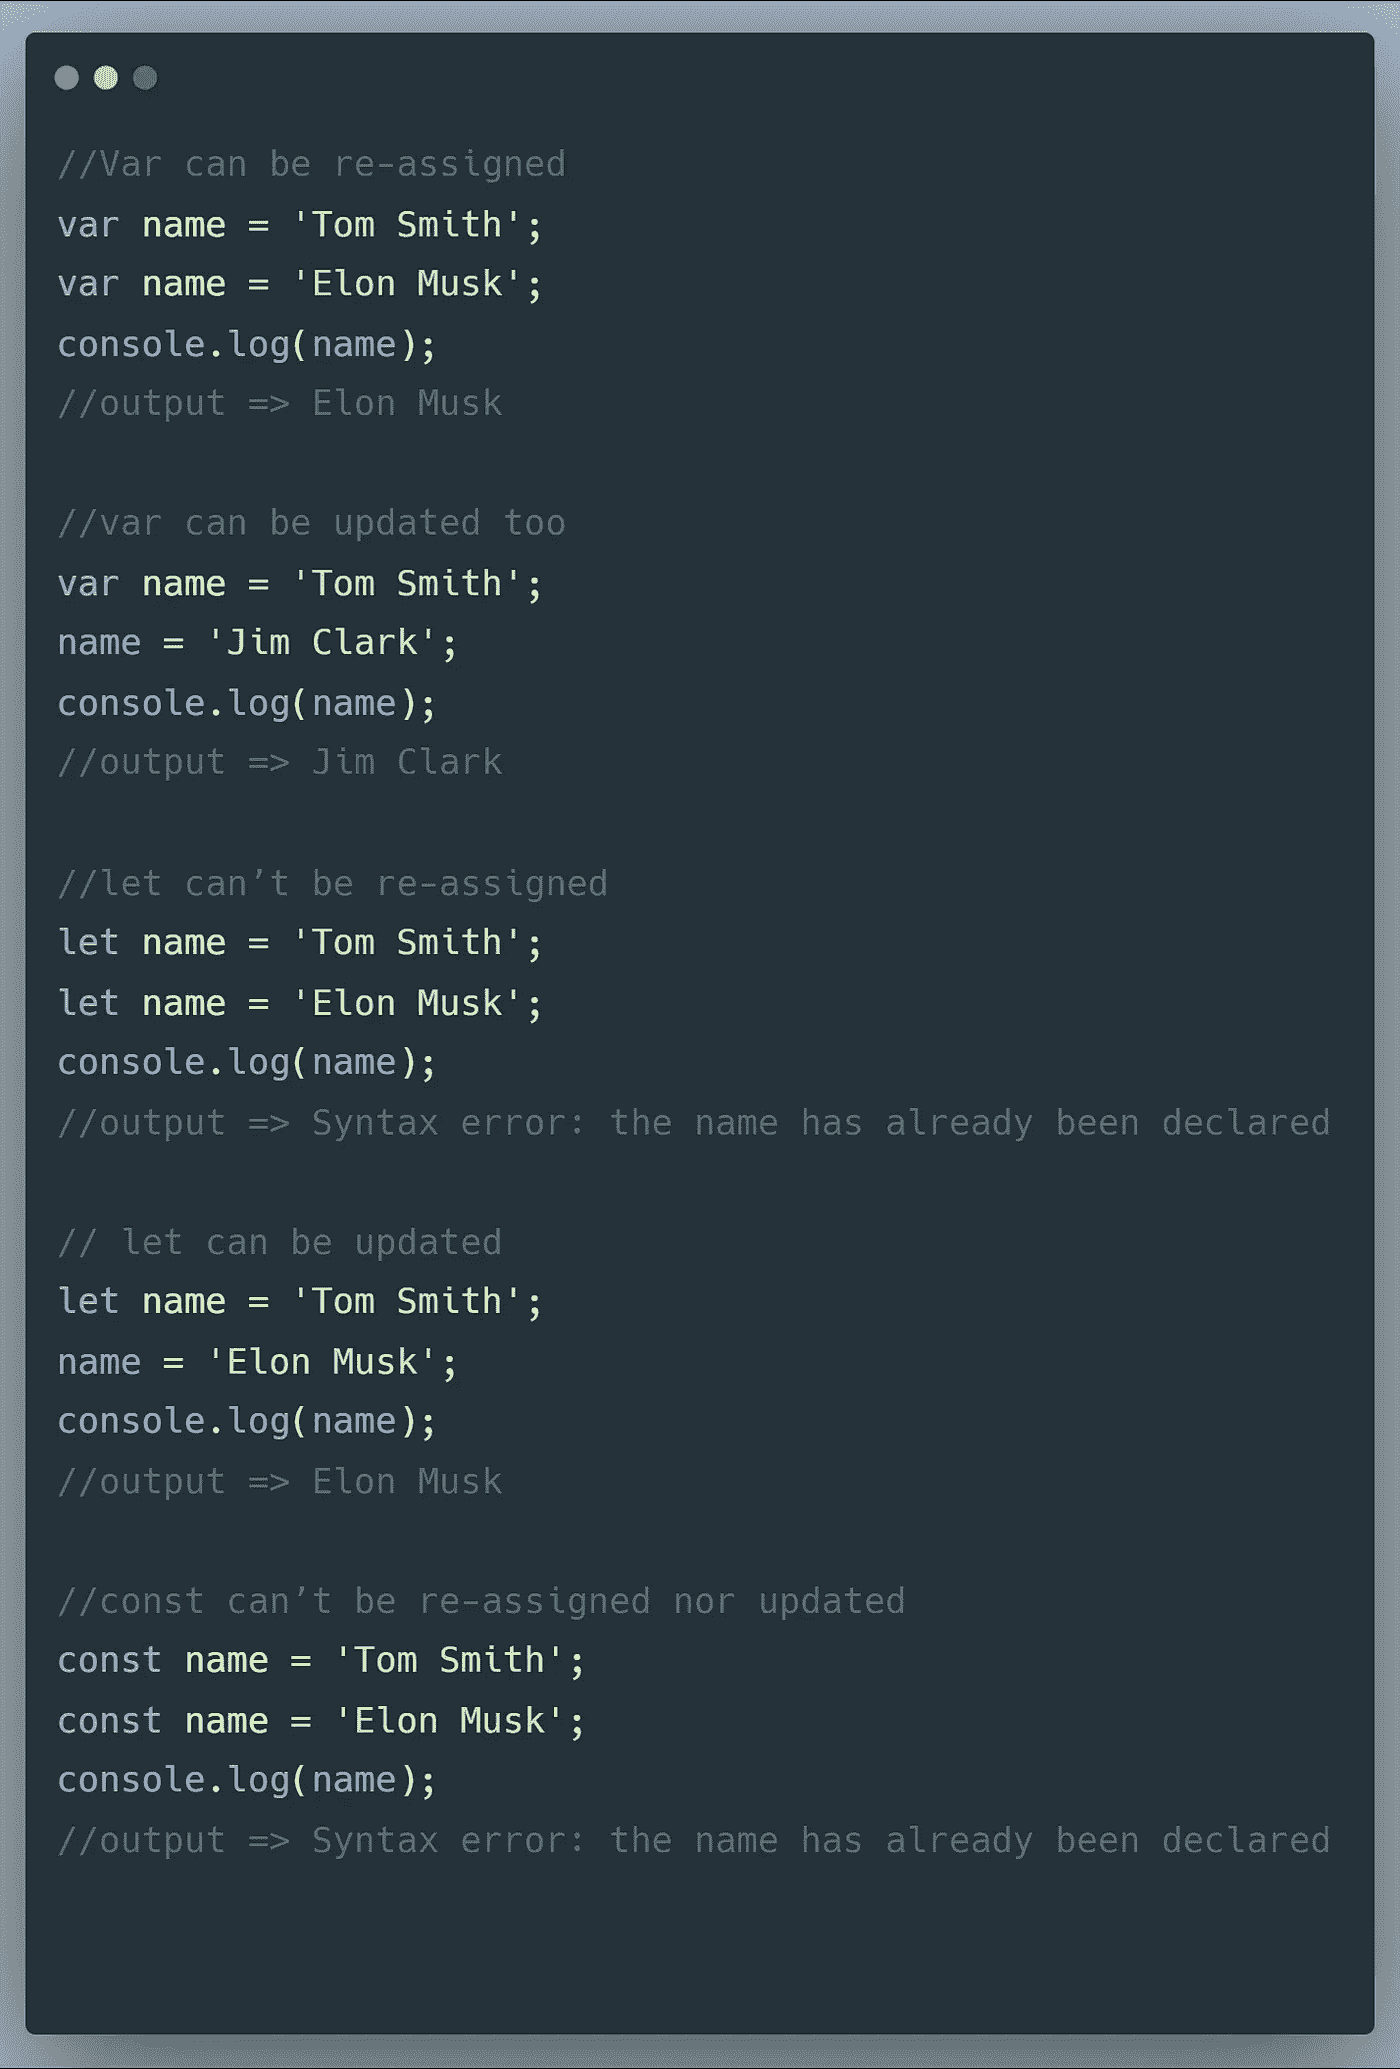 //Var can be re-assigned
var name = 'Tom Smith';
var name = 'Elon Musk';
console.log(name);
//output => Elon Musk
//var can be updated too
var name = 'Tom Smith';
name = 'Jim Clark';
console.log(name);
//output => Jim Clark
//let can’t be re-assigned
let name = 'Tom Smith';
let name = 'Elon Musk';
console.log(name);
//output => Syntax error: the name has already been declared
// let can be updated
let name = 'Tom Smith';
name = 'Elon Musk';
console.log(name);
//output => Elon Musk
//const can’t be re-assigned nor updated
const name = 'Tom Smith';
const name = 'Elon Musk';
console.log(name);
//output => Syntax error: the name has already been declared